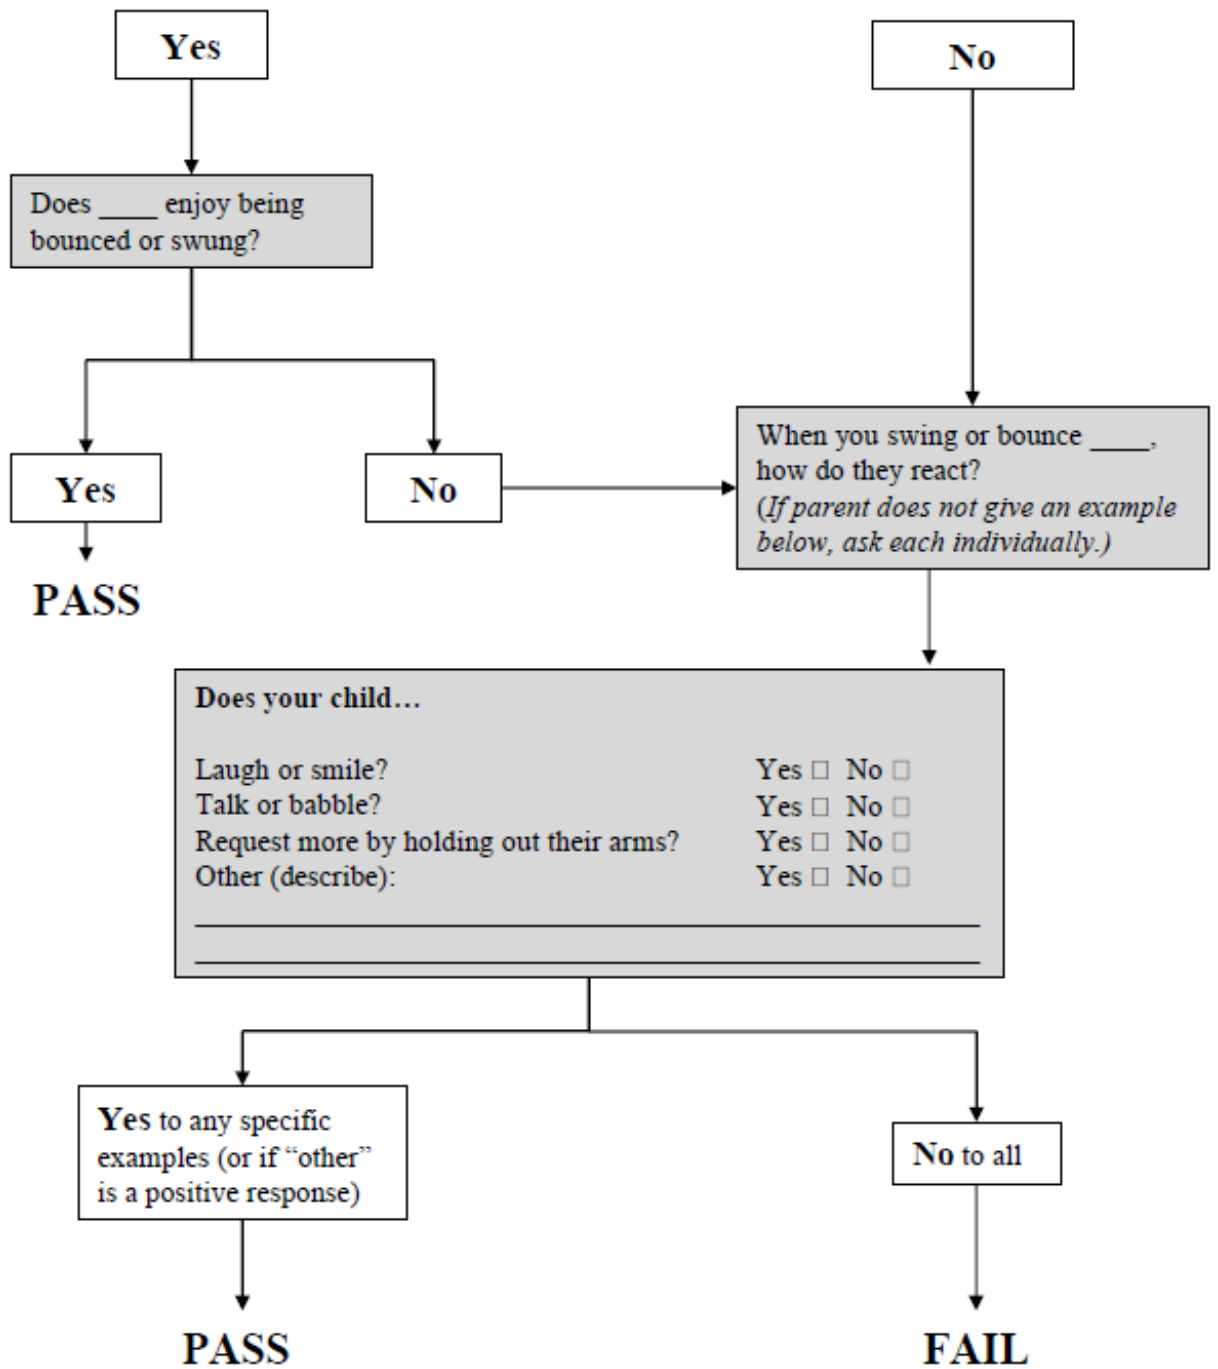 Yes
No
Does ____ enjoy being
bounced or swung?
Yes
No
When you swing or bounce ____,
how do they react?
(If parent does not give an example
below, ask each individually.)
PASS
Does your child…
Laugh or smile? Yes □ No □
Talk or babble? Yes □ No □
Request more by holding out their arms? Yes □ No □
Other (describe): Yes □ No □
Yes to any specific
examples (or if “other”
is a positive response)
No to all
PASS
FAIL